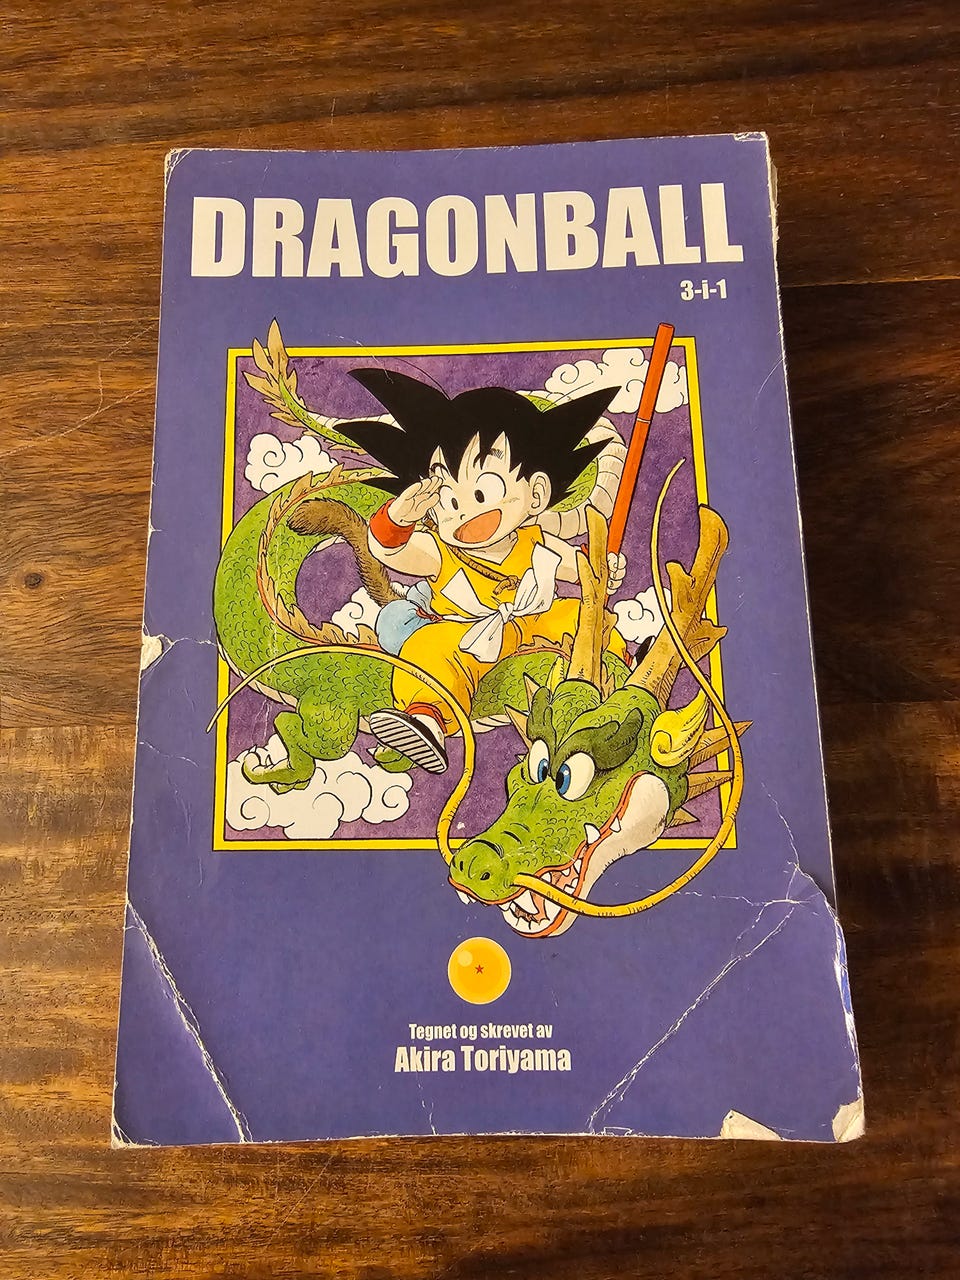 DRAGONBALL
3-i-1
Tegnet og skrevet av
Akira Toriyama